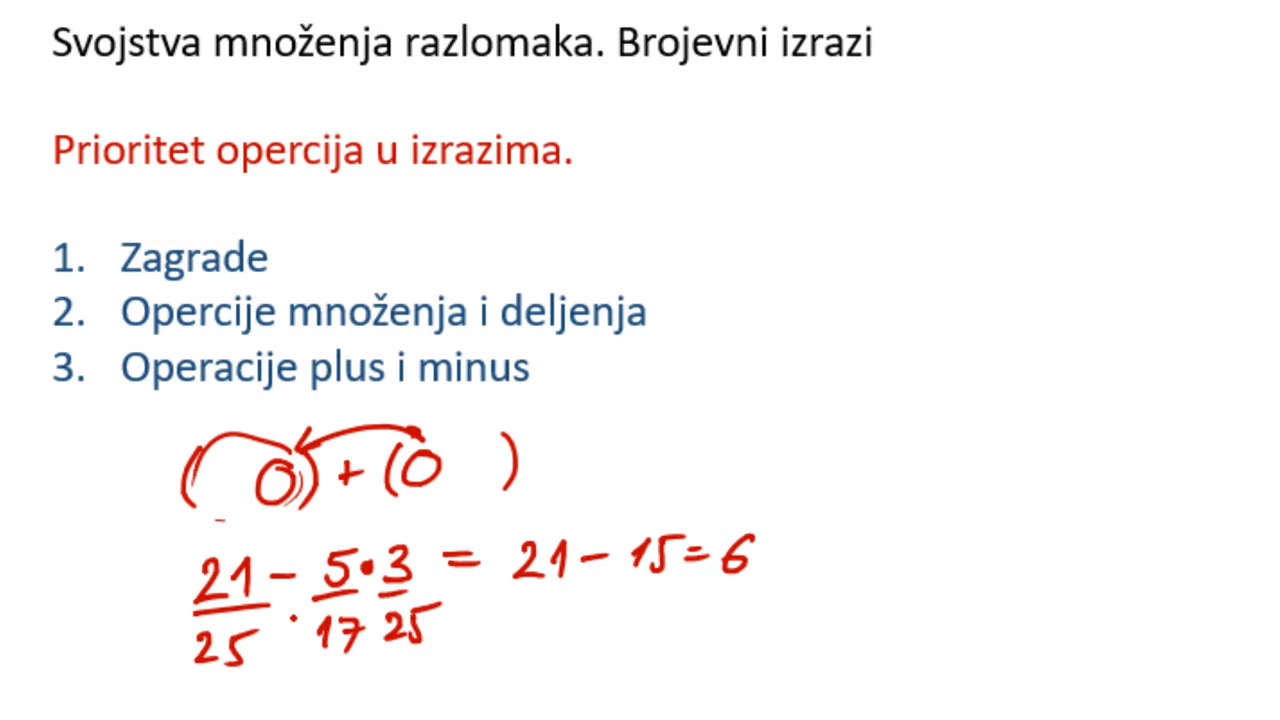 Svojstva množenja razlomaka. Brojevni izrazi
Prioritet opercija u izrazima.
1. Zagrade
2. Opercije množenja i deljenja
3. Operacije plus i minus
( 0) + (0 )
21 - 5 · 3 = 21 - 15 = 6
25 · 17 25